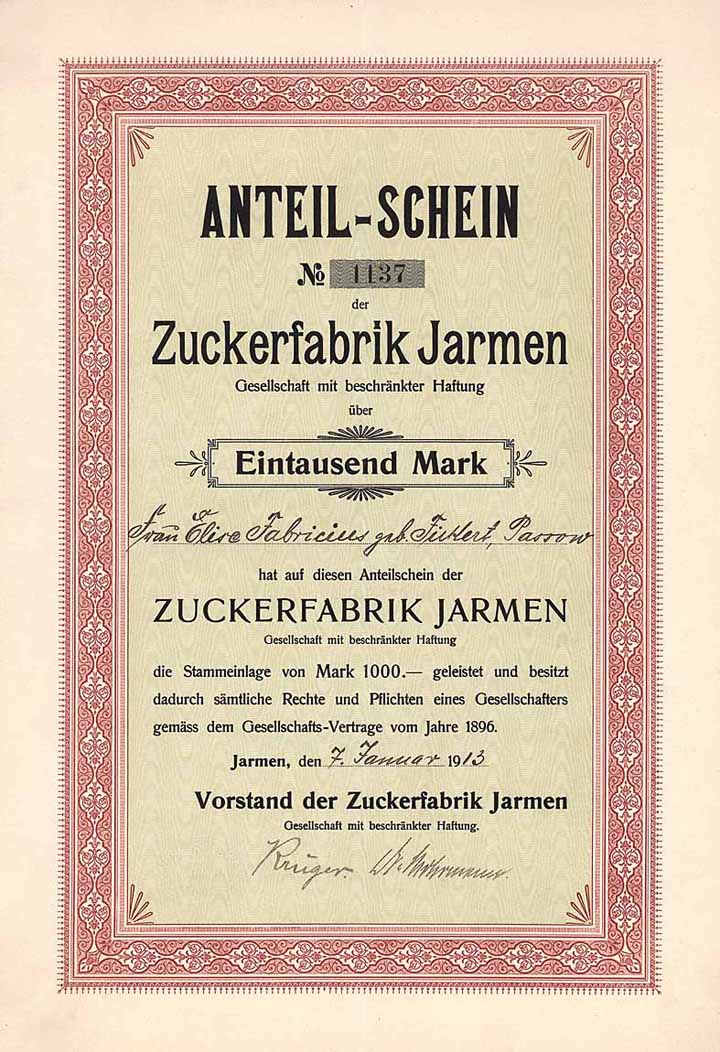 ANTEIL-SCHEIN
№ 1137
der
Zuckerfabrik Jarmen
Gesellschaft mit beschränkter Haftung
über
Eintausend Mark
Frau Elise Fabricius geb. Fickert, Passow
hat auf diesen Anteilschein der
ZUCKERFABRIK JARMEN
Gesellschaft mit beschränkter Haftung
die Stammeinlage von Mark 1000.— geleistet und besitzt
dadurch sämtliche Rechte und Pflichten eines Gesellschafters
gemäss dem Gesellschafts-Vertrage vom Jahre 1896.
Jarmen, den 7. Januar 1913
Vorstand der Zuckerfabrik Jarmen
Gesellschaft mit beschränkter Haftung.
Krüger.